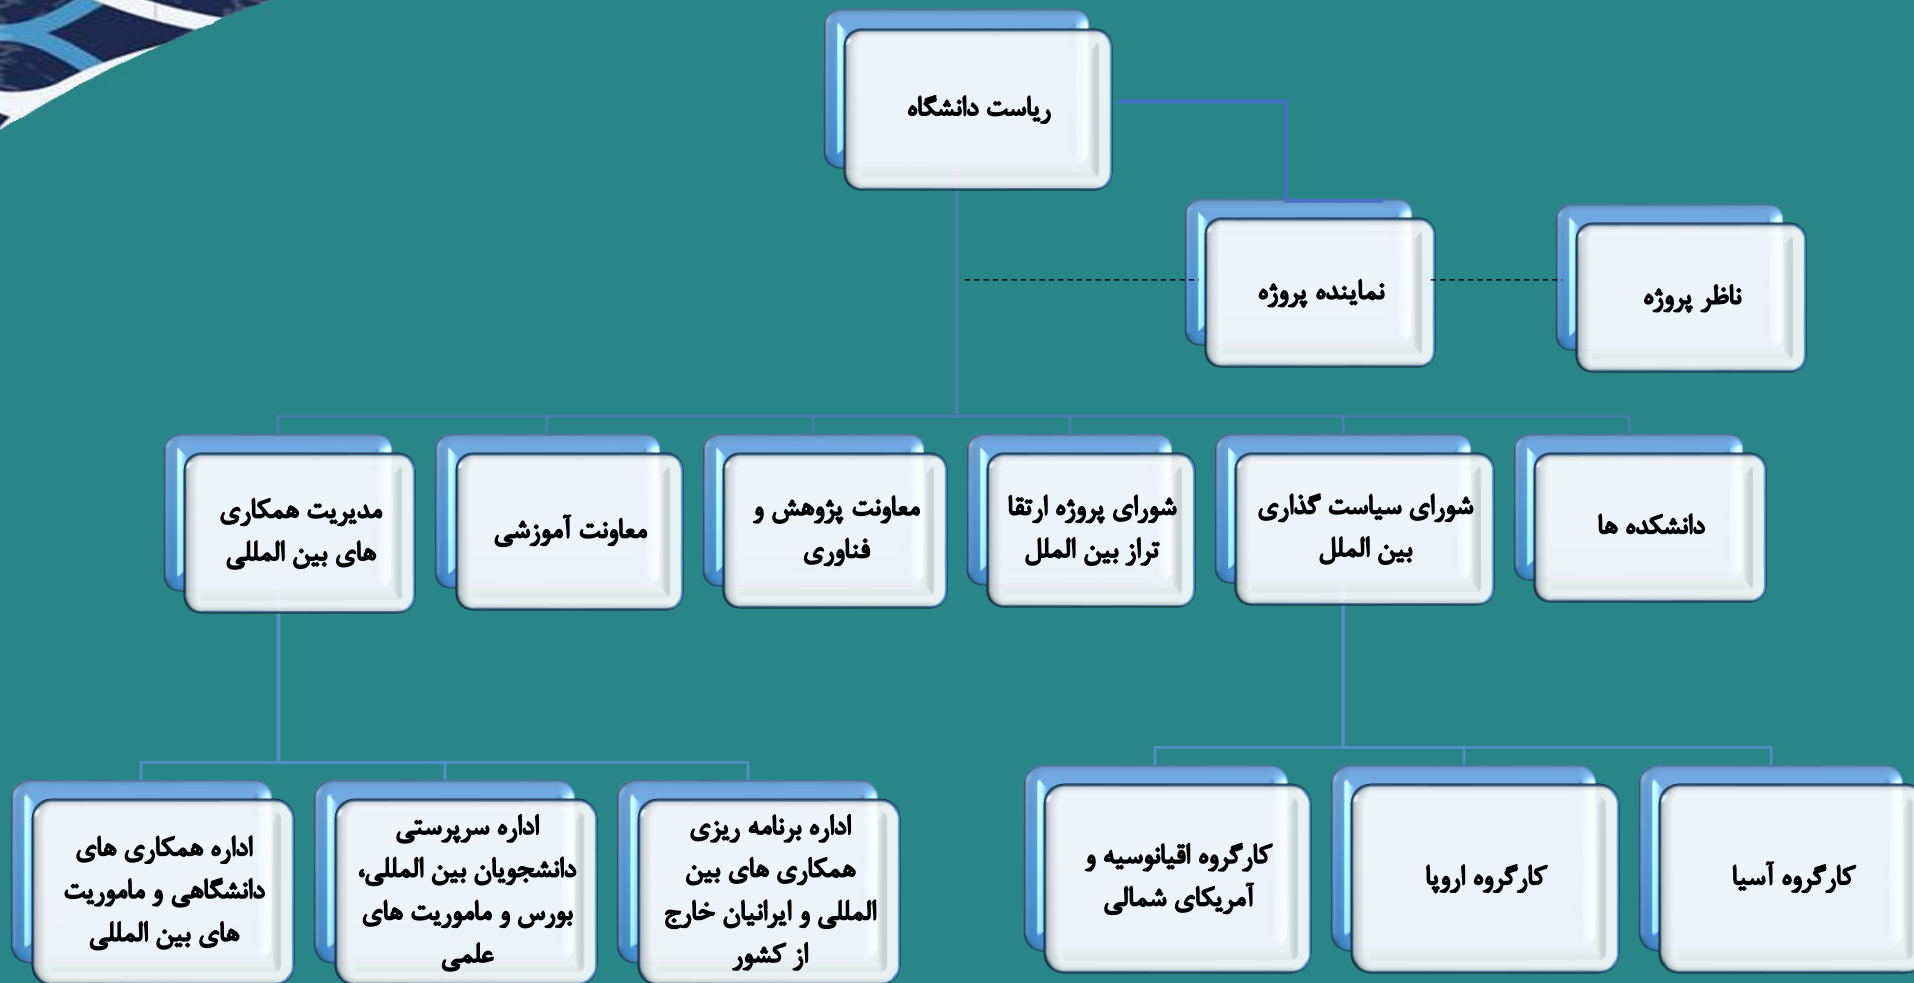 ریاست دانشگاه
ناظر پروژه
نماینده پروژه
دانشکده ها
شورای سیاست گذاری
بین الملل
شورای پروژه ارتقا
تراز بین الملل
معاونت پژوهش و
فناوری
معاونت آموزشی
مدیریت همکاری
های بین المللی
کارگروه آسیا
کارگروه اروپا
کارگروه اقیانوسیه و
آمریکای شمالی
اداره برنامه ریزی
همکاری های بین
المللی و ایرانیان خارج
از کشور
اداره سرپرستی
دانشجویان بین المللی،
بورس و ماموریت های
علمی
اداره همکاری های
دانشگاهی و ماموریت
های بین المللی